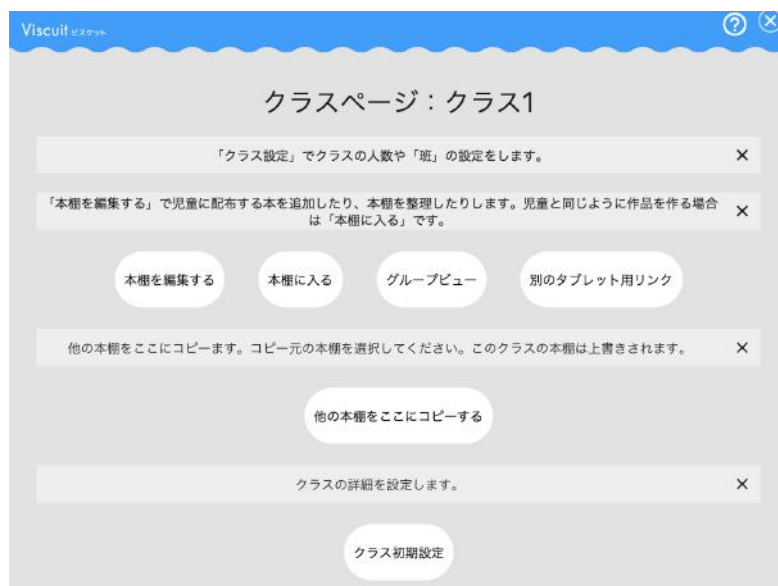 Viscuit ビスケット
クラスページ：クラス1
「クラス設定」でクラスの人数や「班」の設定をします。
「本棚を編集する」で児童に配布する本を追加したり、本棚を整理したりします。児童と同じように作品を作る場合
は「本棚に入る」です。
本棚を編集する 本棚に入る グループビュー 別のタブレット用リンク
他の本棚をここにコピーます。コピー元の本棚を選択してください。このクラスの本棚は上書きされます。
他の本棚をここにコピーする
クラスの詳細を設定します。
クラス初期設定